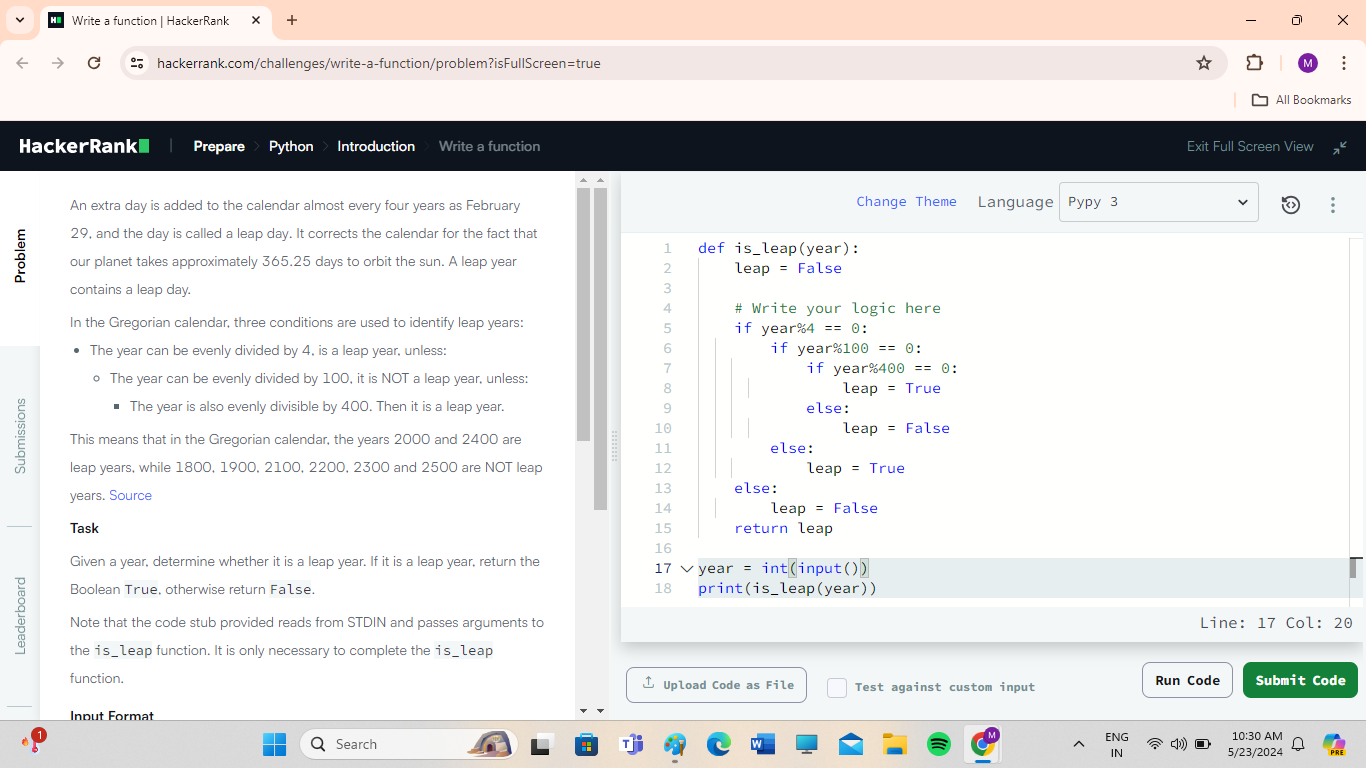 Write a function | HackerRank
hackerrank.com/challenges/write-a-function/problem?isFullScreen=true
M
All Bookmarks
HackerRank
Prepare
Python
Introduction
Write a function
Exit Full Screen View
Problem
Submissions
Leaderboard
An extra day is added to the calendar almost every four years as February
29, and the day is called a leap day. It corrects the calendar for the fact that
our planet takes approximately 365.25 days to orbit the sun. A leap year
contains a leap day.
In the Gregorian calendar, three conditions are used to identify leap years:
• The year can be evenly divided by 4, is a leap year, unless:
○ The year can be evenly divided by 100, it is NOT a leap year, unless:
■ The year is also evenly divisible by 400. Then it is a leap year.
This means that in the Gregorian calendar, the years 2000 and 2400 are
leap years, while 1800, 1900, 2100, 2200, 2300 and 2500 are NOT leap
years. Source
Task
Given a year, determine whether it is a leap year. If it is a leap year, return the
Boolean True, otherwise return False.
Note that the code stub provided reads from STDIN and passes arguments to
the is_leap function. It is only necessary to complete the is_leap
function.
Input Format
Change Theme Language Pypy 3
1 def is_leap(year):
2     leap = False
3
4     # Write your logic here
5     if year%4 == 0:
6         if year%100 == 0:
7             if year%400 == 0:
8                 leap = True
9             else:
10                 leap = False
11         else:
12             leap = True
13     else:
14         leap = False
15     return leap
16
17 year = int(input())
18 print(is_leap(year))
Line: 17 Col: 20
Upload Code as File
Test against custom input
Run Code
Submit Code
1
Search
M
ENG
IN
10:30 AM
5/23/2024
PRE